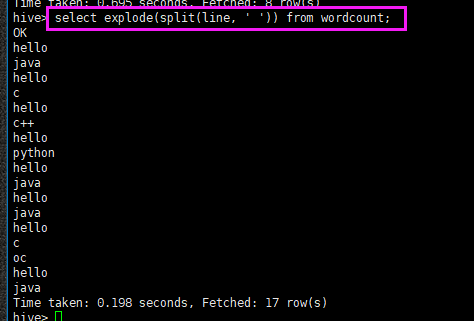 Time taken: 0.695 seconds, Fetched: 8 row(s)
hive> select explode(split(line, ' ')) from wordcount;
OK
hello
java
hello
c
hello
c++
hello
python
hello
java
hello
java
hello
c
oc
hello
java
Time taken: 0.198 seconds, Fetched: 17 row(s)
hive>